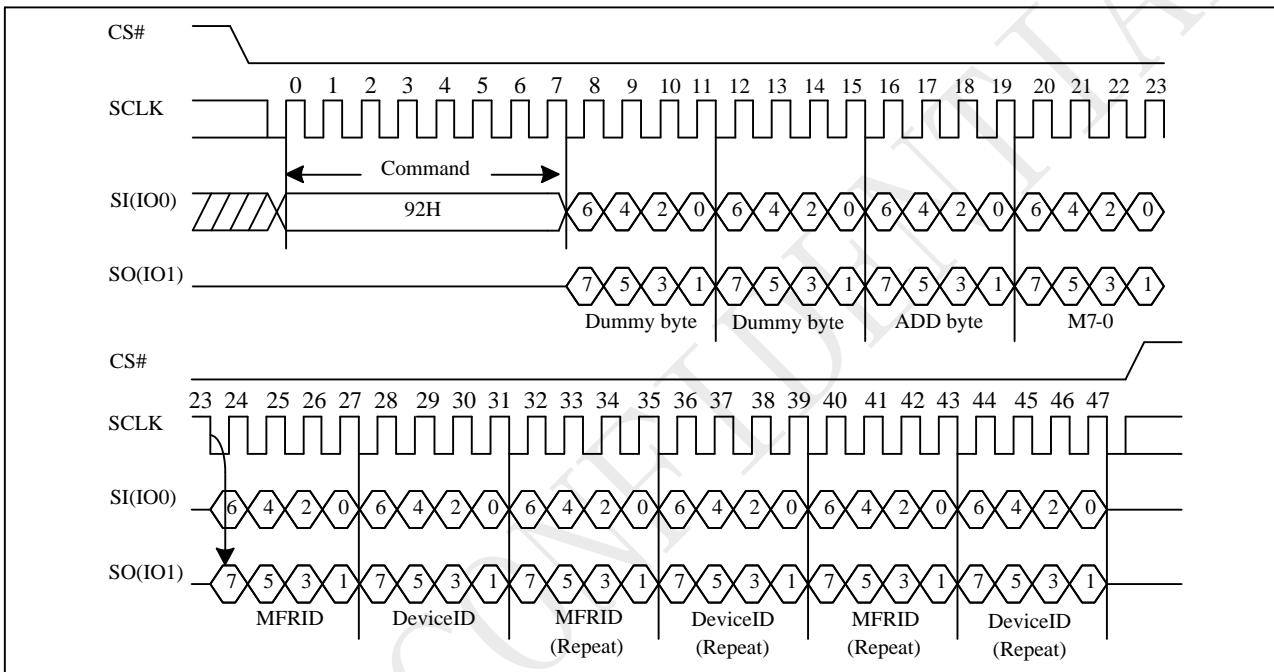 CS#
0 1 2 3 4 5 6 7 8 9 10 11 12 13 14 15 16 17 18 19 20 21 22 23
SCLK
Command
SI(IO0)
92H
6 4 2 0 6 4 2 0 6 4 2 0 6 4 2 0
SO(IO1)
7 5 3 1 7 5 3 1 7 5 3 1 7 5 3 1
Dummy byte Dummy byte ADD byte M7-0
CS#
23 24 25 26 27 28 29 30 31 32 33 34 35 36 37 38 39 40 41 42 43 44 45 46 47
SCLK
SI(IO0)
6 4 2 0 6 4 2 0 6 4 2 0 6 4 2 0 6 4 2 0 6 4 2 0
SO(IO1)
7 5 3 1 7 5 3 1 7 5 3 1 7 5 3 1 7 5 3 1 7 5 3 1
MFRID DeviceID MFRID (Repeat) DeviceID (Repeat) MFRID (Repeat) DeviceID (Repeat)
CONFIDENTIAL